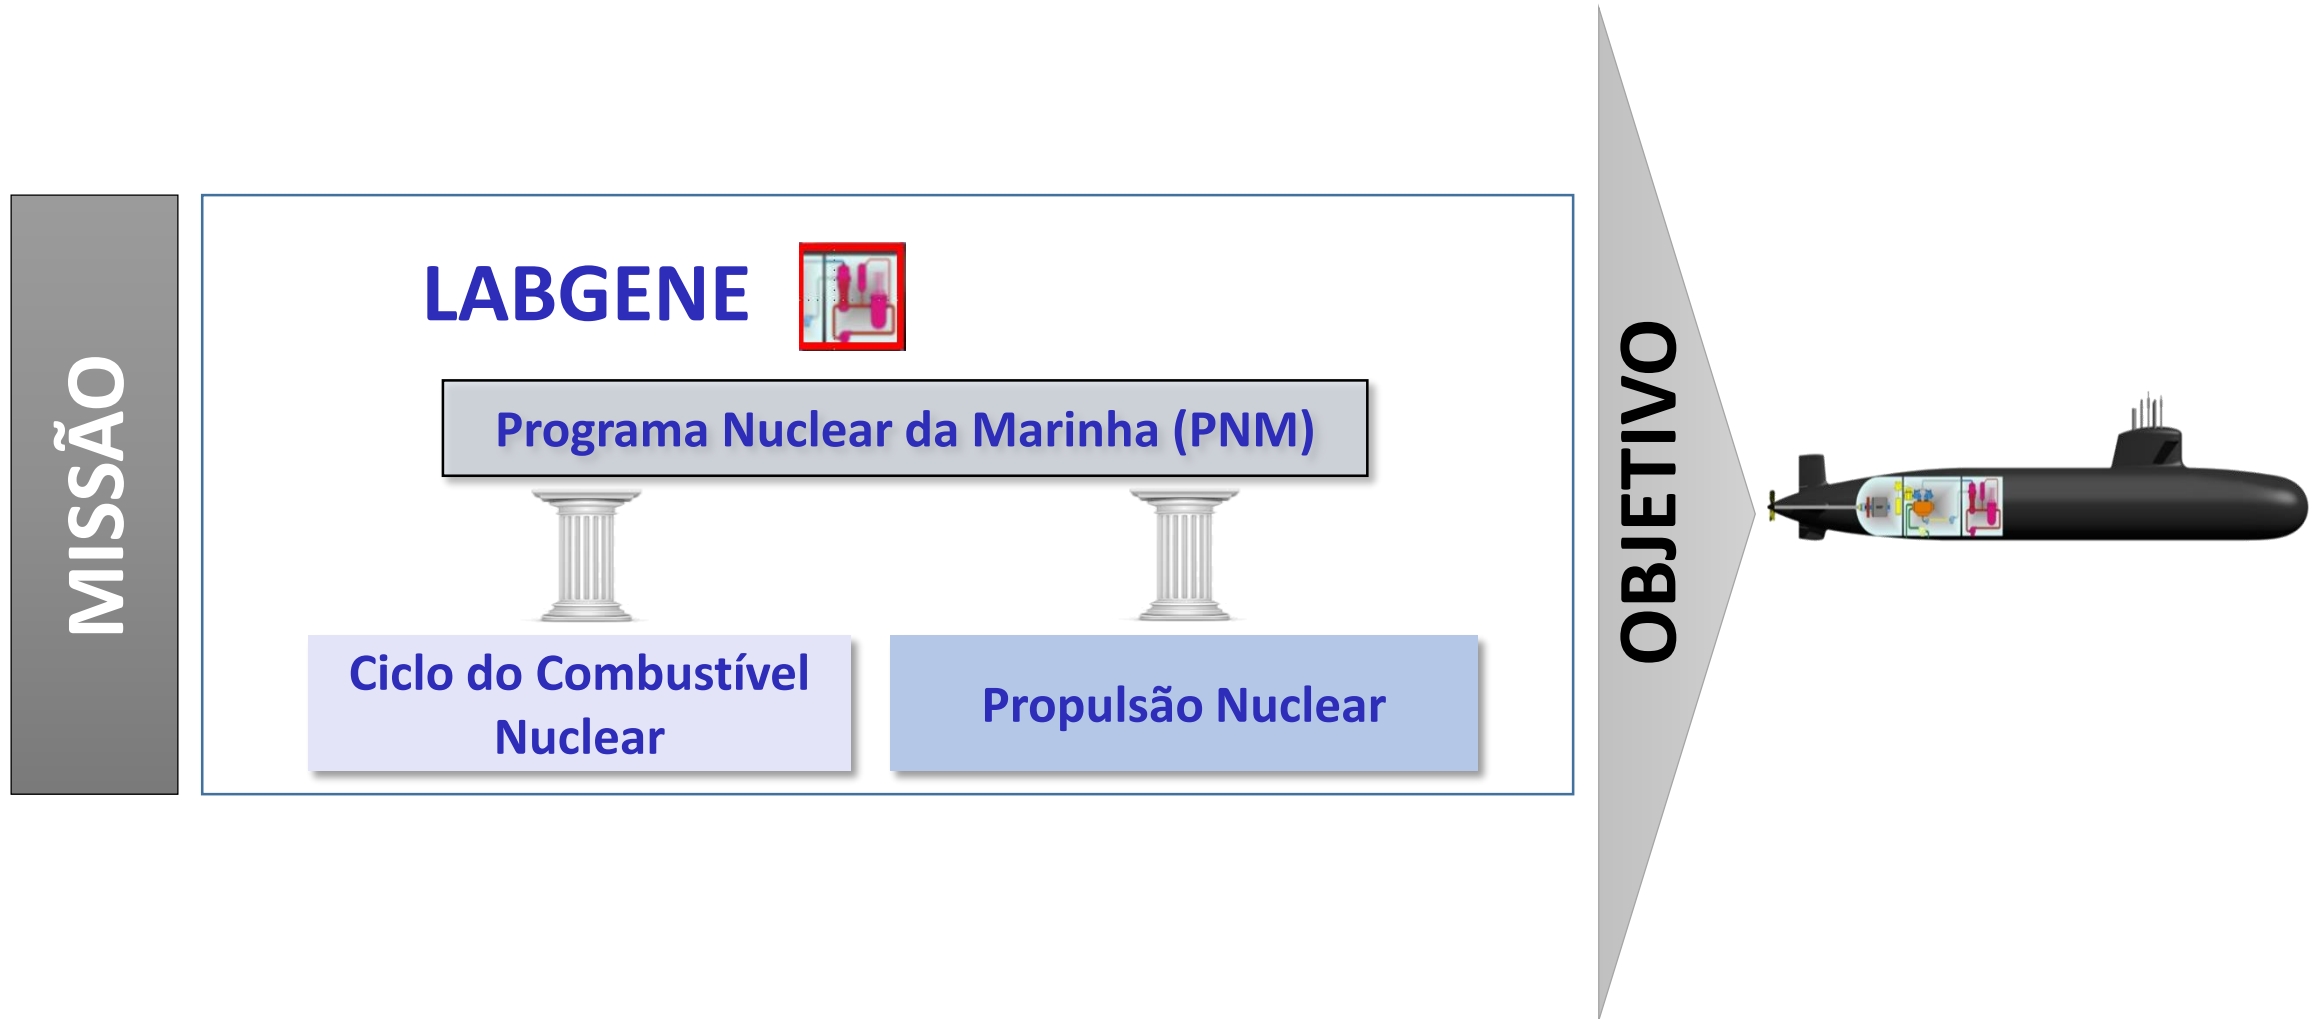 MISSÃO
LABGENE
Programa Nuclear da Marinha (PNM)
Ciclo do Combustível
Nuclear
Propulsão Nuclear
OBJETIVO